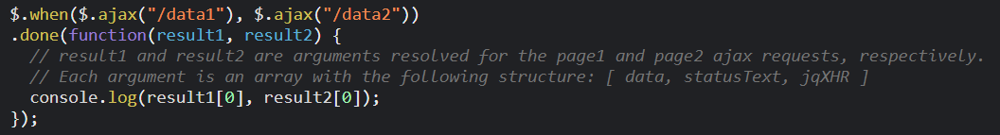 $.when($.ajax("/data1"), $.ajax("/data2"))
.done(function(result1, result2) {
  // result1 and result2 are arguments resolved for the page1 and page2 ajax requests, respectively.
  // Each argument is an array with the following structure: [ data, statusText, jqXHR ]
  console.log(result1[0], result2[0]);
});